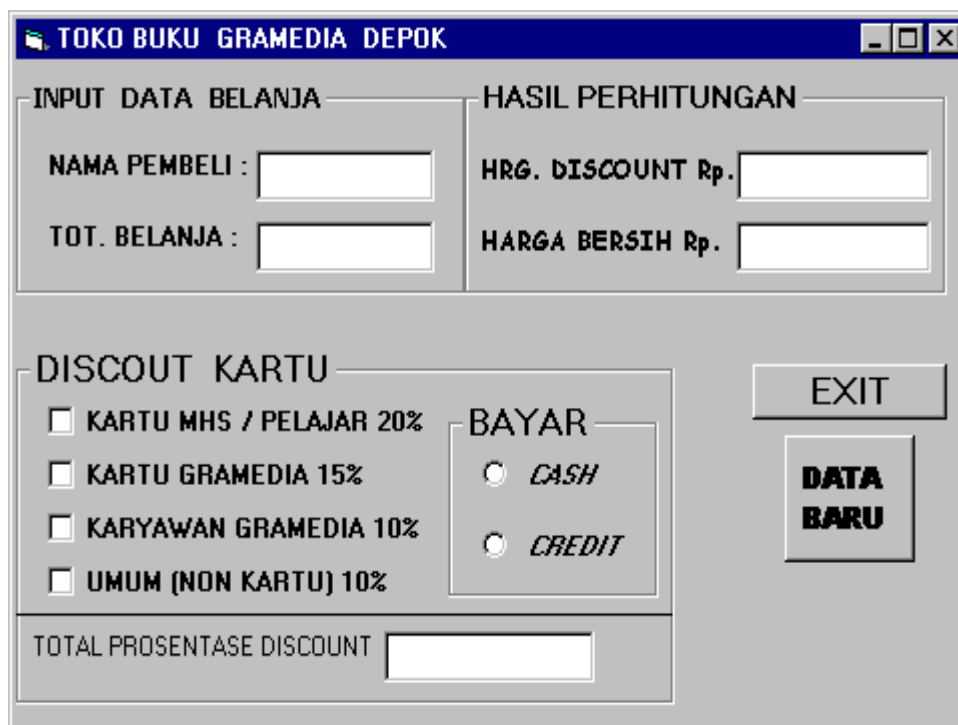 TOKO BUKU GRAMEDIA DEPOK
INPUT DATA BELANJA
NAMA PEMBELI :
TOT. BELANJA :
HASIL PERHITUNGAN
HRG. DISCOUNT Rp.
HARGA BERSIH Rp.
DISCOUT KARTU
KARTU MHS / PELAJAR 20%
KARTU GRAMEDIA 15%
KARYAWAN GRAMEDIA 10%
UMUM (NON KARTU) 10%
BAYAR
CASH
CREDIT
TOTAL PROSENTASE DISCOUNT
EXIT
DATA
BARU